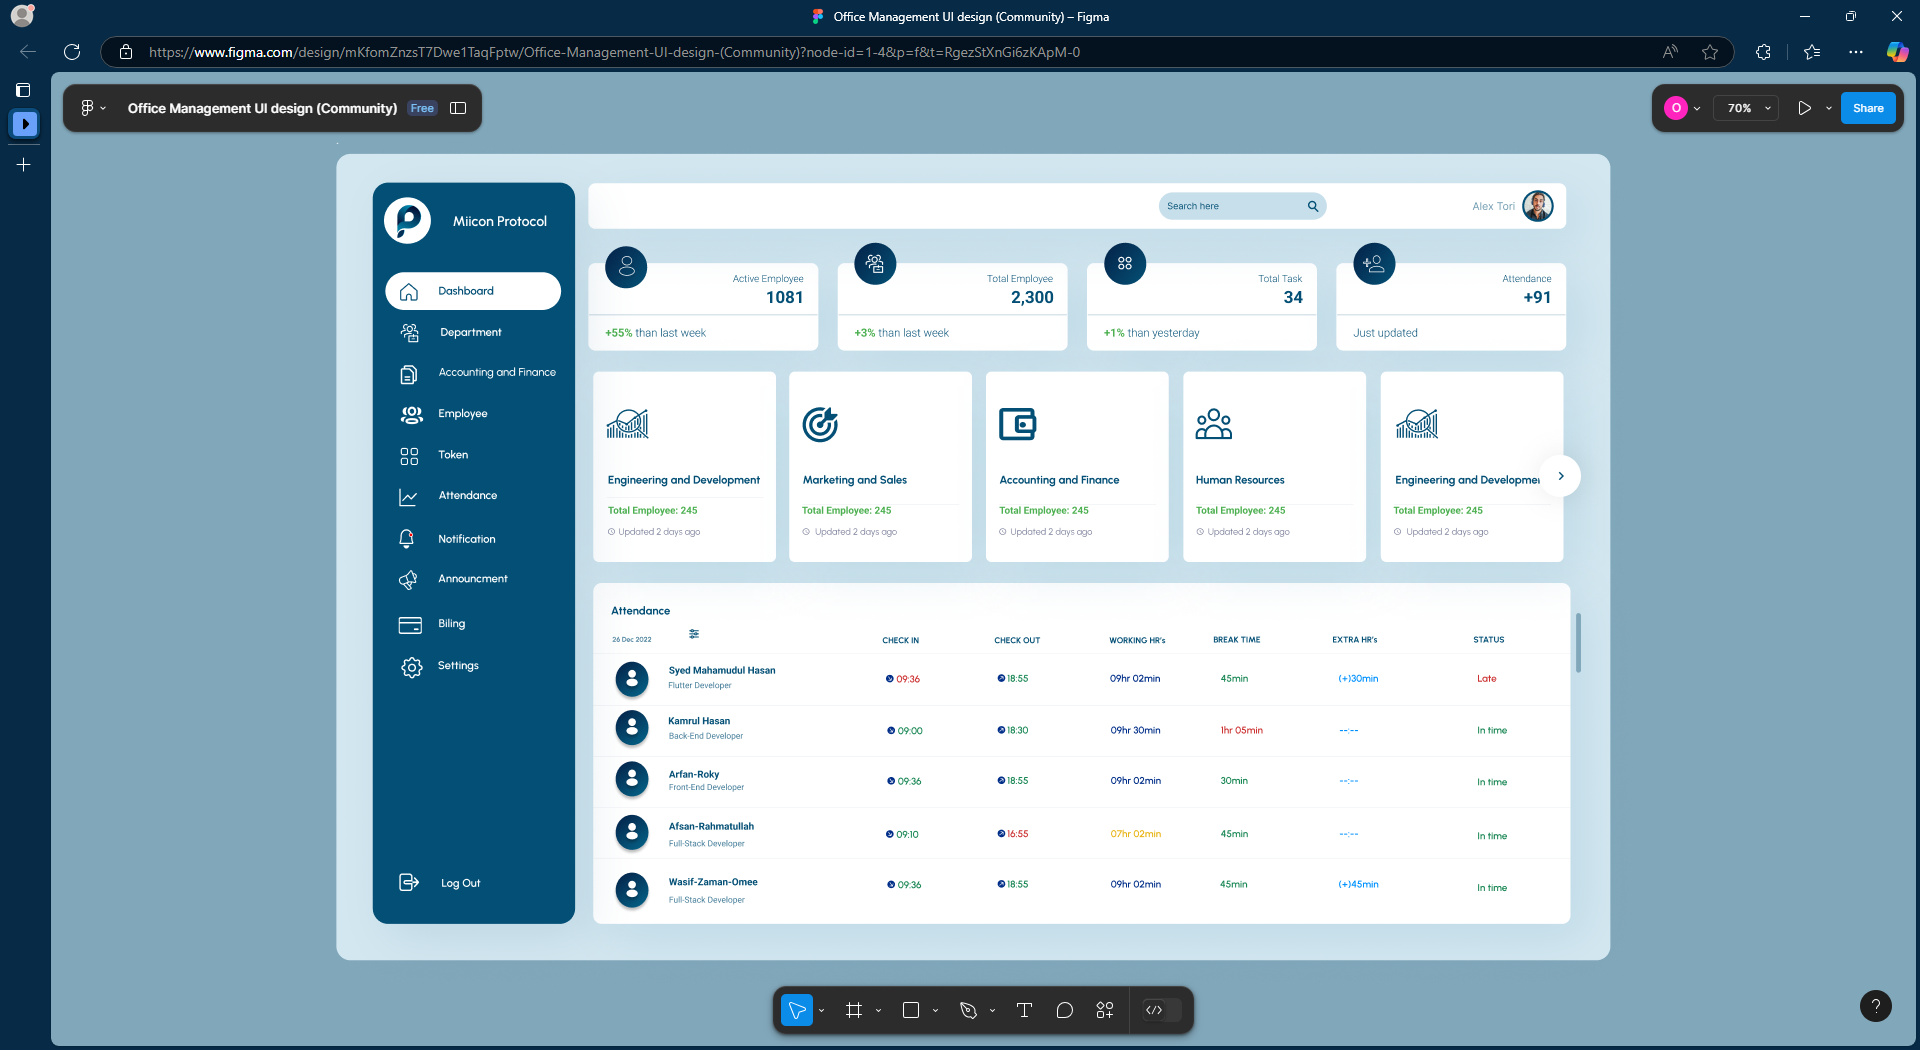 Office Management UI design (Community) – Figma
https://www.figma.com/design/mKfomZnzsT7Dwe1TaqFptw/Office-Management-UI-design-(Community)?node-id=1-4&p=f&t=RgezStXnGi6zKApM-0
Office Management UI design (Community) Free
O 70% Share
Miicon Protocol
Search here
Alex Tori
Dashboard
Department
Accounting and Finance
Employee
Token
Attendance
Notification
Announcment
Biling
Settings
Log Out
Active Employee
1081
+55% than last week
Total Employee
2,300
+3% than last week
Total Task
34
+1% than yesterday
Attendance
+91
Just updated
Engineering and Development
Total Employee: 245
Updated 2 days ago
Marketing and Sales
Total Employee: 245
Updated 2 days ago
Accounting and Finance
Total Employee: 245
Updated 2 days ago
Human Resources
Total Employee: 245
Updated 2 days ago
Engineering and Developme
Total Employee: 245
Updated 2 days ago
Attendance
26 Dec 2022 CHECK IN CHECK OUT WORKING HR's BREAK TIME EXTRA HR's STATUS
Syed Mahamudul Hasan
Flutter Developer
09:36 18:55 09hr 02min 45min (+)30min Late
Kamrul Hasan
Back-End Developer
09:00 18:30 09hr 30min 1hr 05min --:-- In time
Arfan-Roky
Front-End Developer
09:36 18:55 09hr 02min 30min --:-- In time
Afsan-Rahmatullah
Full-Stack Developer
09:10 16:55 07hr 02min 45min --:-- In time
Wasif-Zaman-Omee
Full-Stack Developer
09:36 18:55 09hr 02min 45min (+)45min In time
?